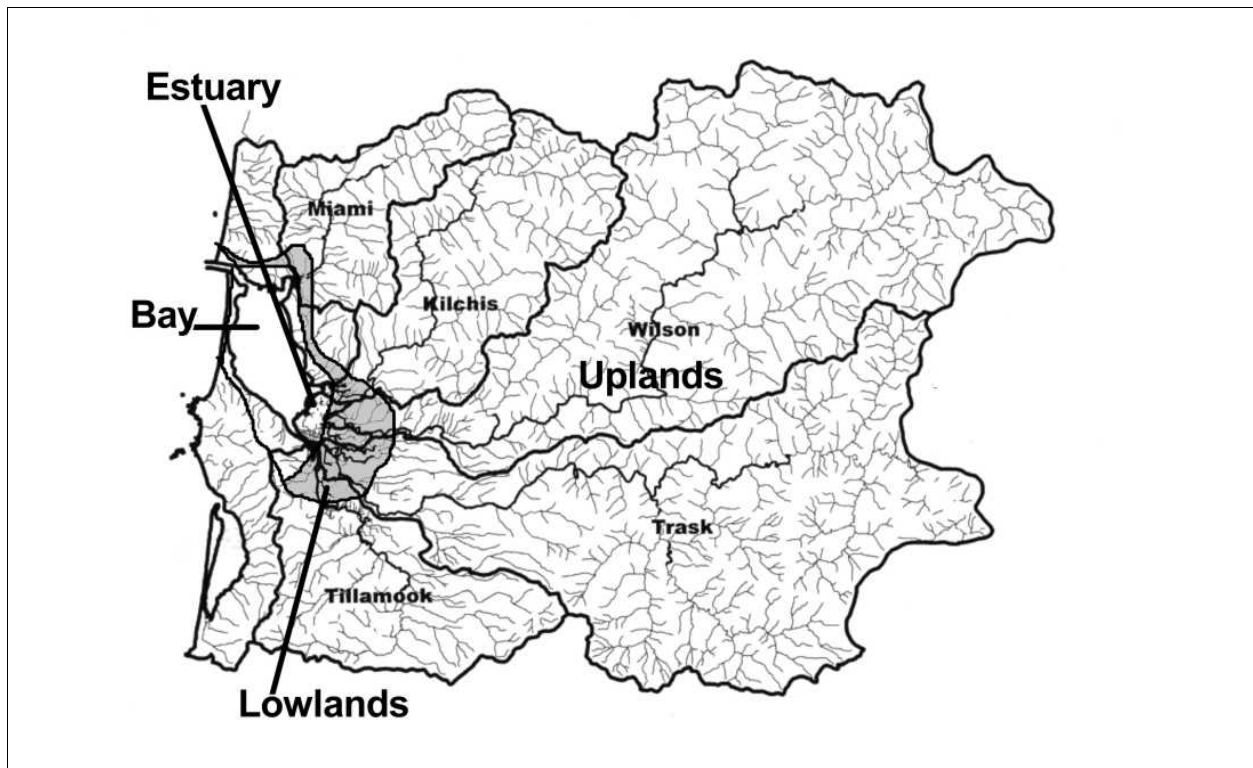 Estuary
Miami
Bay
Kilchis
Wilson
Uplands
Trask
Tillamook
Lowlands